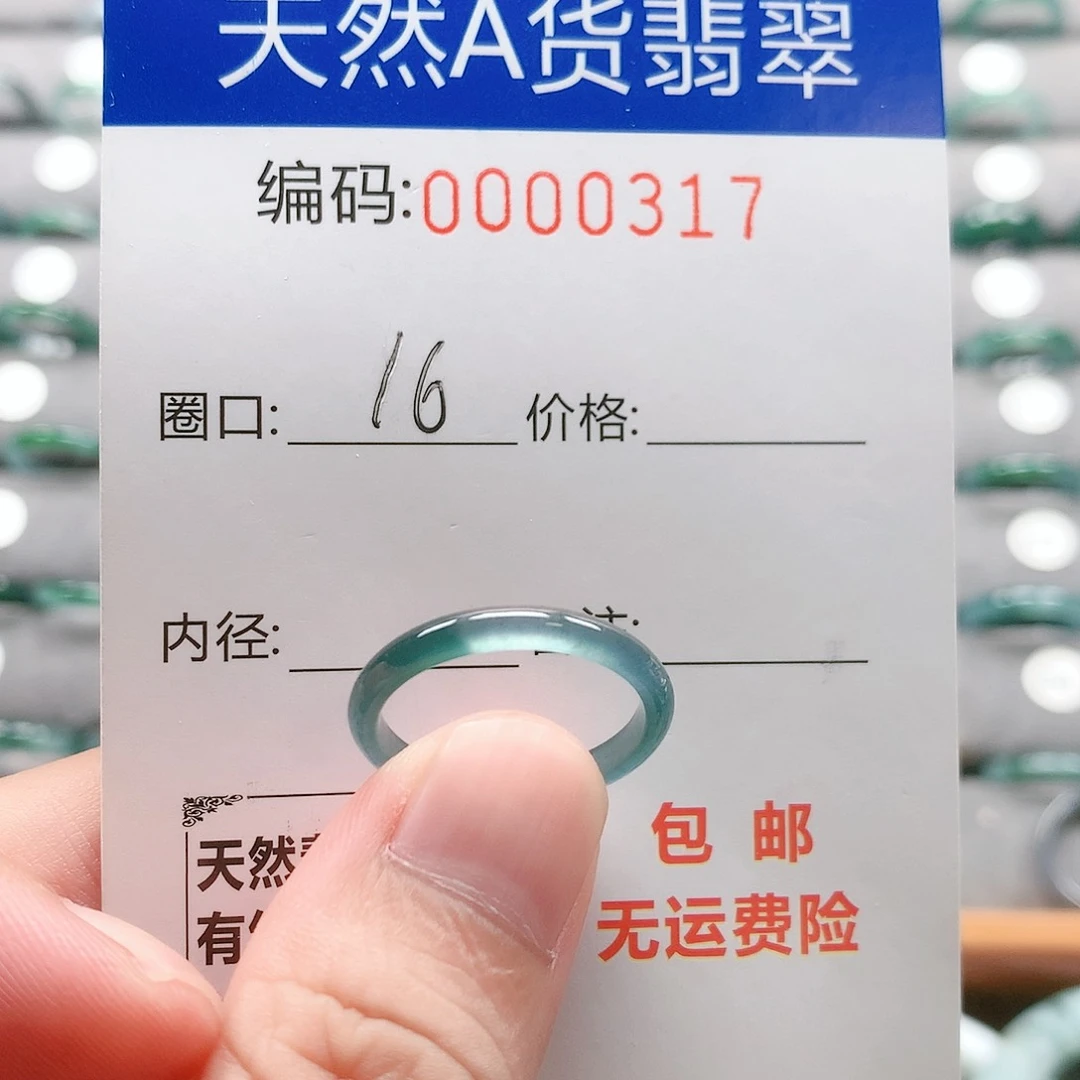 天然A货翡翠
编码:0000317
圈口: 16 价格:
内径: 注:
天然
有
包 邮
无运费险